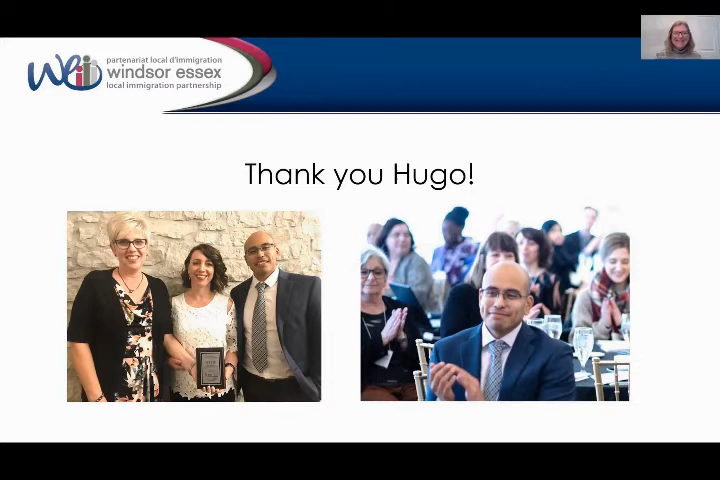 partenariat local d'immigration
windsor essex
local immigration partnership
Thank you Hugo!